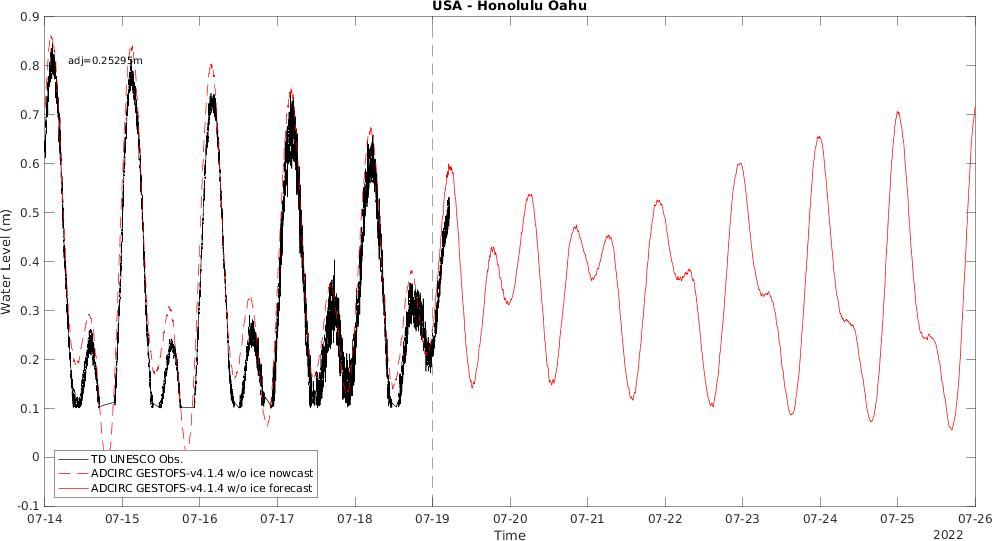 USA - Honolulu Oahu
adj=0.25295m
Water Level (m)
0.9
0.8
0.7
0.6
0.5
0.4
0.3
0.2
0.1
0
-0.1
TD UNESCO Obs.
ADCIRC GESTOFS-v4.1.4 w/o ice nowcast
ADCIRC GESTOFS-v4.1.4 w/o ice forecast
07-14 07-15 07-16 07-17 07-18 07-19 07-20 07-21 07-22 07-23 07-24 07-25 07-26
Time
2022